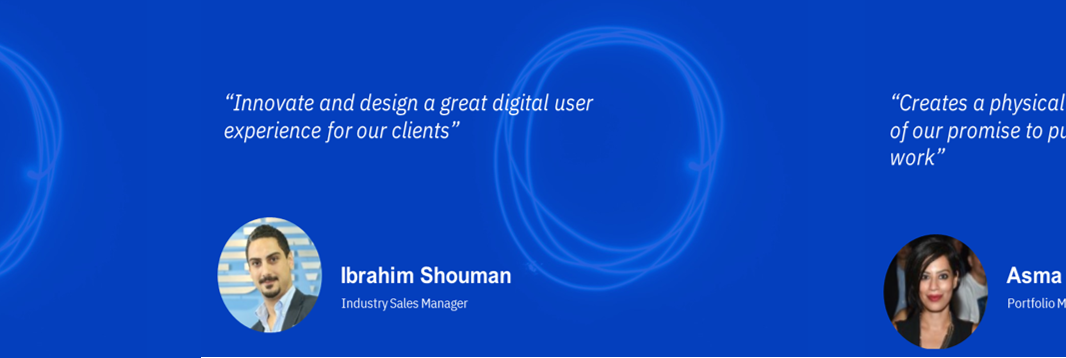 “Innovate and design a great digital user
experience for our clients”
Ibrahim Shouman
Industry Sales Manager
“Creates a physical
of our promise to pu
work”
Asma
Portfolio M